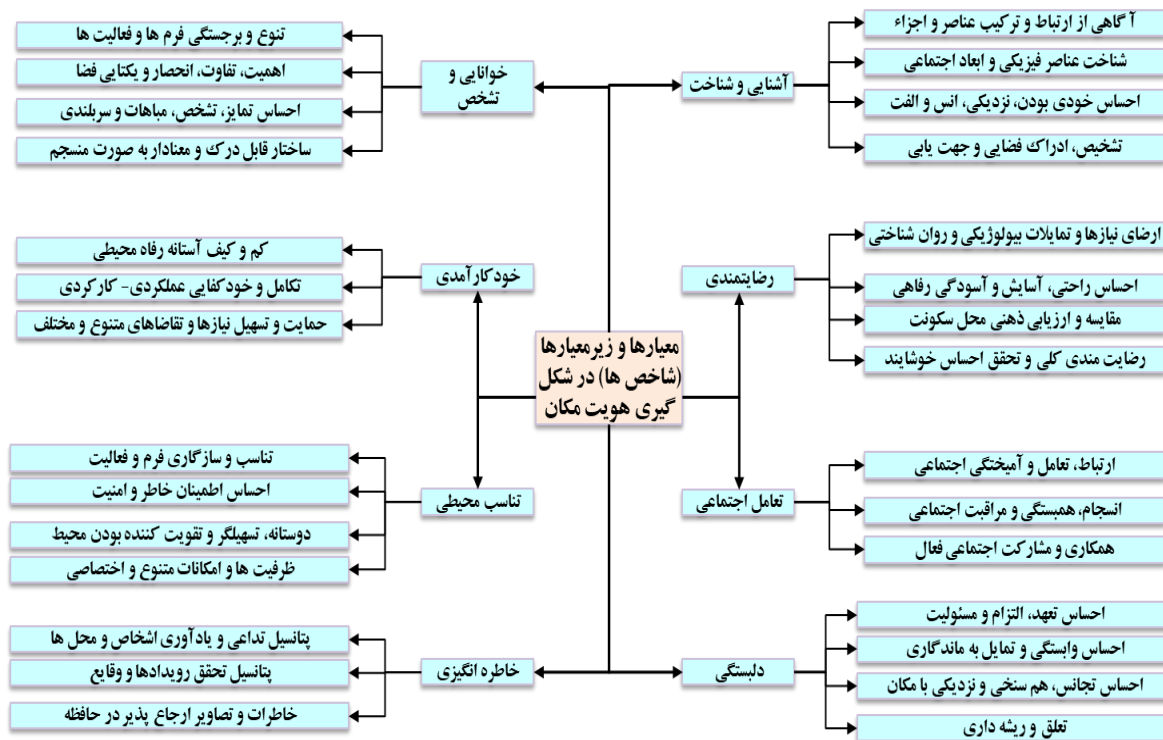 معیارها و زیرمعیارها
(شاخص ها) در شکل
گیری هویت مکان
آشنایی و شناخت
آگاهی از ارتباط و ترکیب عناصر و اجزاء
شناخت عناصر فیزیکی و ابعاد اجتماعی
احساس خودی بودن، نزدیکی، انس و الفت
تشخیص، ادراک فضایی و جهت یابی
رضایتمندی
ارضای نیازها و تمایلات بیولوژیکی و روان شناختی
احساس راحتی، آسایش و آسودگی رفاهی
مقایسه و ارزیابی ذهنی محل سکونت
رضایت مندی کلی و تحقق احساس خوشایند
تعامل اجتماعی
ارتباط، تعامل و آمیختگی اجتماعی
انسجام، همبستگی و مراقبت اجتماعی
همکاری و مشارکت اجتماعی فعال
دلبستگی
احساس تعهد، التزام و مسئولیت
احساس وابستگی و تمایل به ماندگاری
احساس تجانس، هم سنخی و نزدیکی با مکان
تعلق و ریشه داری
خوانایی و
تشخص
تنوع و برجستگی فرم ها و فعالیت ها
اهمیت، تفاوت، انحصار و یکتایی فضا
احساس تمایز، تشخص، مباهات و سربلندی
ساختار قابل درک و معنادار به صورت منسجم
خودکارآمدی
کم و کیف آستانه رفاه محیطی
تکامل و خودکفایی عملکردی- کارکردی
حمایت و تسهیل نیازها و تقاضاهای متنوع و مختلف
تناسب محیطی
تناسب و سازگاری فرم و فعالیت
احساس اطمینان خاطر و امنیت
دوستانه، تسهیلگر و تقویت کننده بودن محیط
ظرفیت ها و امکانات متنوع و اختصاصی
خاطره انگیزی
پتانسیل تداعی و یادآوری اشخاص و محل ها
پتانسیل تحقق رویدادها و وقایع
خاطرات و تصاویر ارجاع پذیر در حافظه